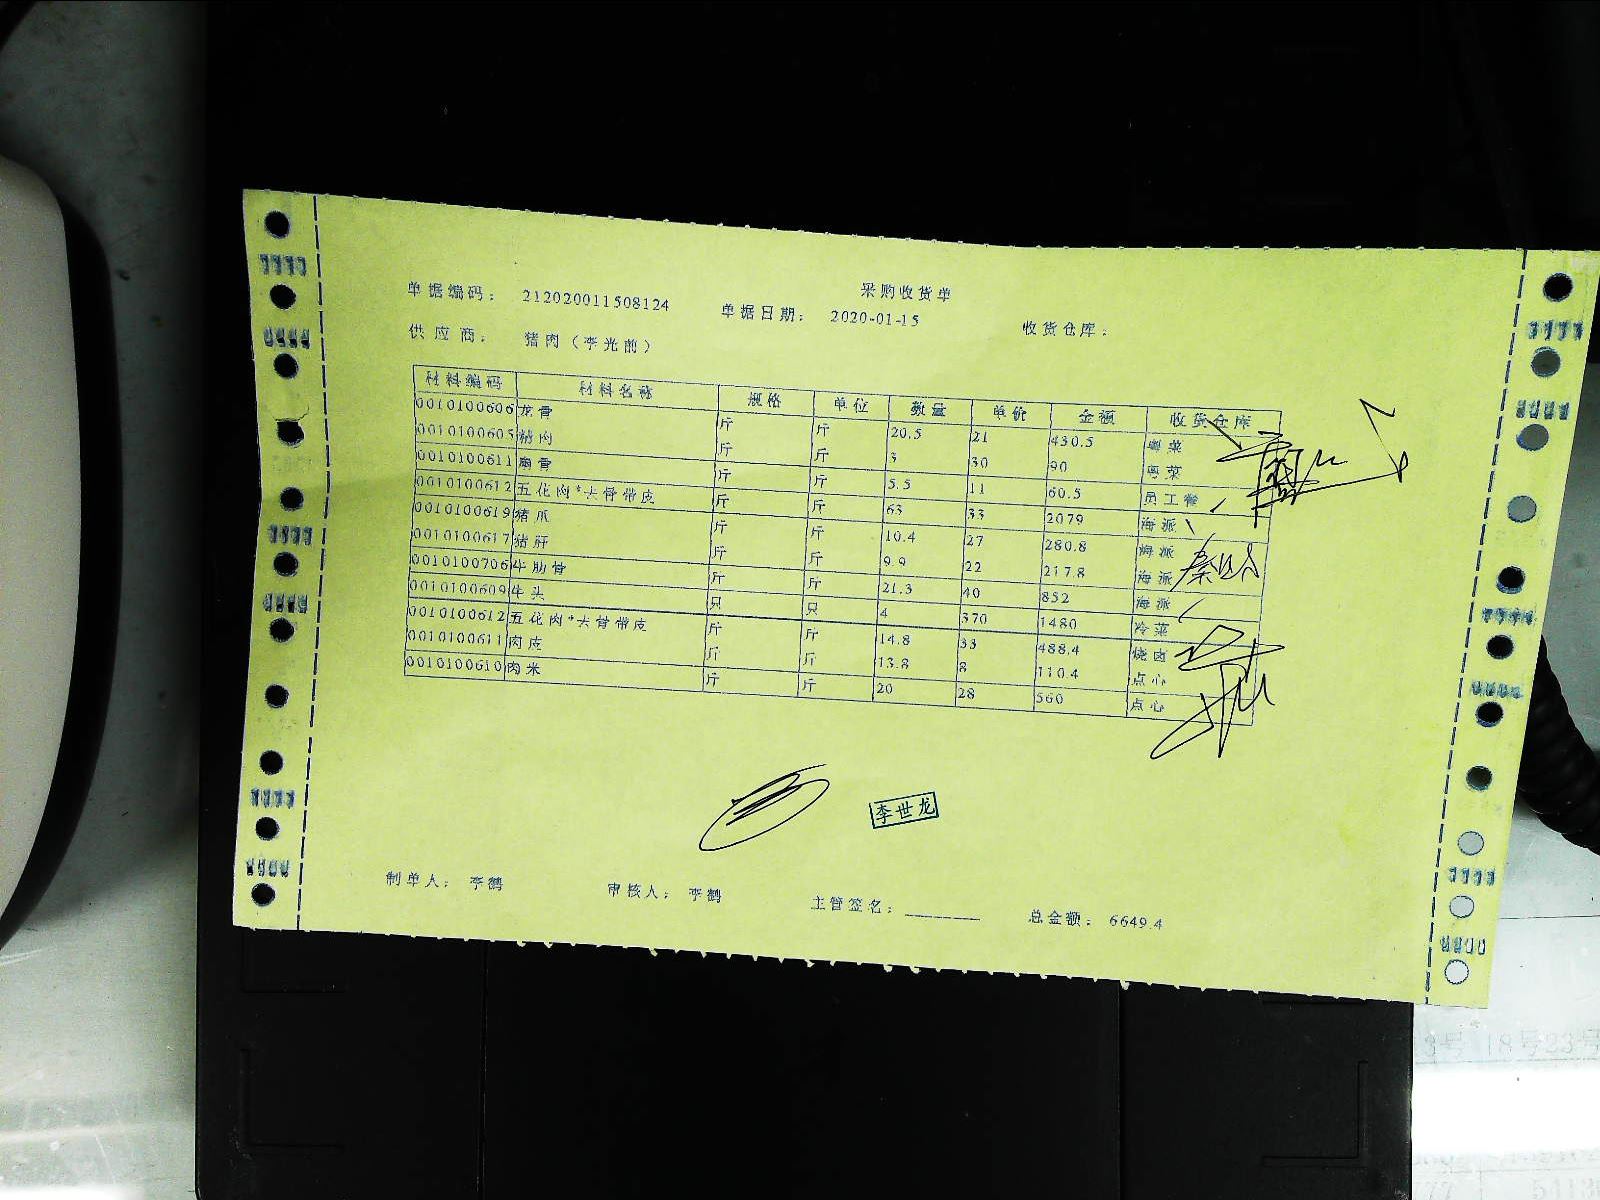 采购收货单
单据编码： 212020011508124 单据日期： 2020-01-15 收货仓库：
供应商： 猪肉（李光前）
材料编码 材料名称 规格 单位 数量 单价 金额 收货仓库
0010100606 龙骨 斤 斤 20.5 21 430.5 粤菜
0010100605 精肉 斤 斤 3 30 90 粤菜
0010100611 扇骨 斤 斤 5.5 11 60.5 员工餐
0010100612 五花肉*去骨带皮 斤 斤 63 33 2079 海派
0010100619 猪爪 斤 斤 10.4 27 280.8 海派
0010100617 猪肝 斤 斤 9.9 22 217.8 海派
0010100706 牛肋骨 斤 斤 21.3 40 852 海派
0010100609 牛头 只 只 4 370 1480 冷菜
0010100612 五花肉*去骨带皮 斤 斤 14.8 33 488.4 烧卤
0010100611 肉皮 斤 斤 13.8 8 110.4 点心
0010100610 肉米 斤 斤 20 28 560 点心
李世龙
制单人： 李鹤 审核人： 李鹤 主管签名： 总金额： 6649.4